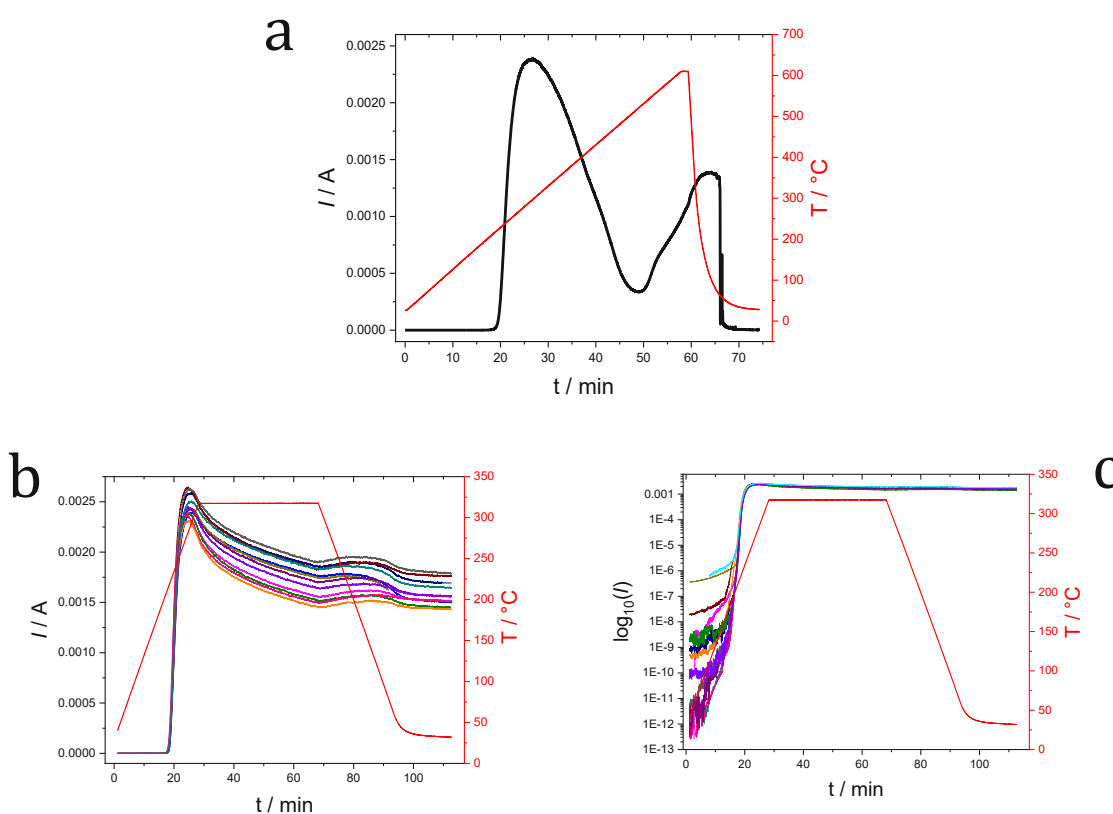 a
0.0025
0.0020
0.0015
0.0010
0.0005
0.0000
I / A
700
600
500
400
300
200
100
0
T / °C
0 10 20 30 40 50 60 70
t / min
b
0.0025
0.0020
0.0015
0.0010
0.0005
0.0000
I / A
350
300
250
200
150
100
50
0
T / °C
0 20 40 60 80 100
t / min
c
0.001
1E-4
1E-5
1E-6
1E-7
1E-8
1E-9
1E-10
1E-11
1E-12
1E-13
log10(I)
350
300
250
200
150
100
50
0
T / °C
0 20 40 60 80 100
t / min